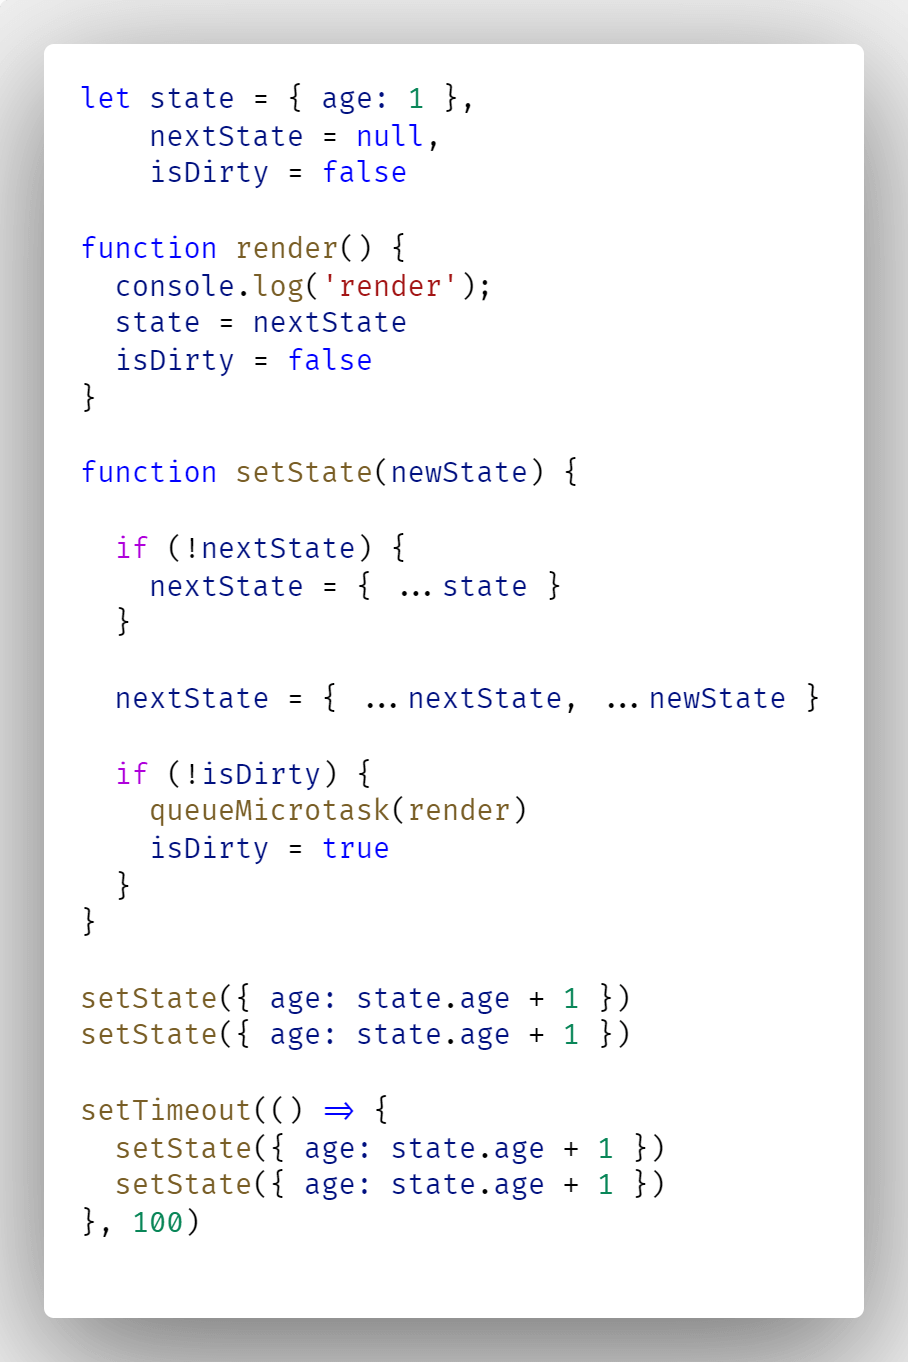 let state = { age: 1 },
    nextState = null,
    isDirty = false

function render() {
  console.log('render');
  state = nextState
  isDirty = false
}

function setState(newState) {

  if (!nextState) {
    nextState = { ...state }
  }

  nextState = { ...nextState, ...newState }

  if (!isDirty) {
    queueMicrotask(render)
    isDirty = true
  }
}

setState({ age: state.age + 1 })
setState({ age: state.age + 1 })

setTimeout(() => {
  setState({ age: state.age + 1 })
  setState({ age: state.age + 1 })
}, 100)